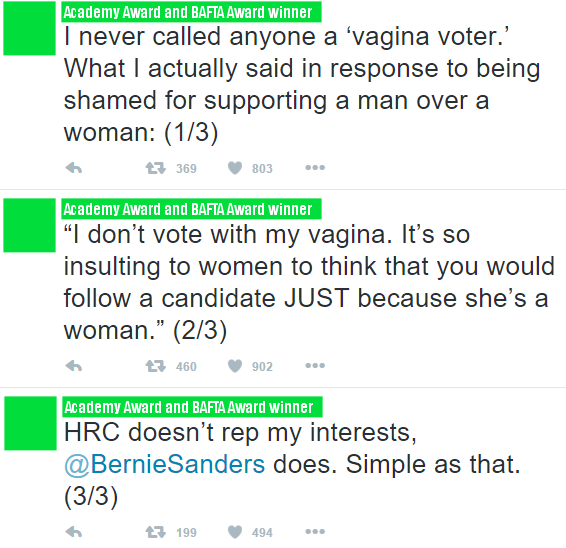 Academy Award and BAFTA Award winner
I never called anyone a ‘vagina voter.’
What I actually said in response to being
shamed for supporting a man over a
woman: (1/3)
369 803
Academy Award and BAFTA Award winner
“I don’t vote with my vagina. It’s so
insulting to women to think that you would
follow a candidate JUST because she’s a
woman.” (2/3)
460 902
Academy Award and BAFTA Award winner
HRC doesn’t rep my interests,
@BernieSanders does. Simple as that.
(3/3)
199 494